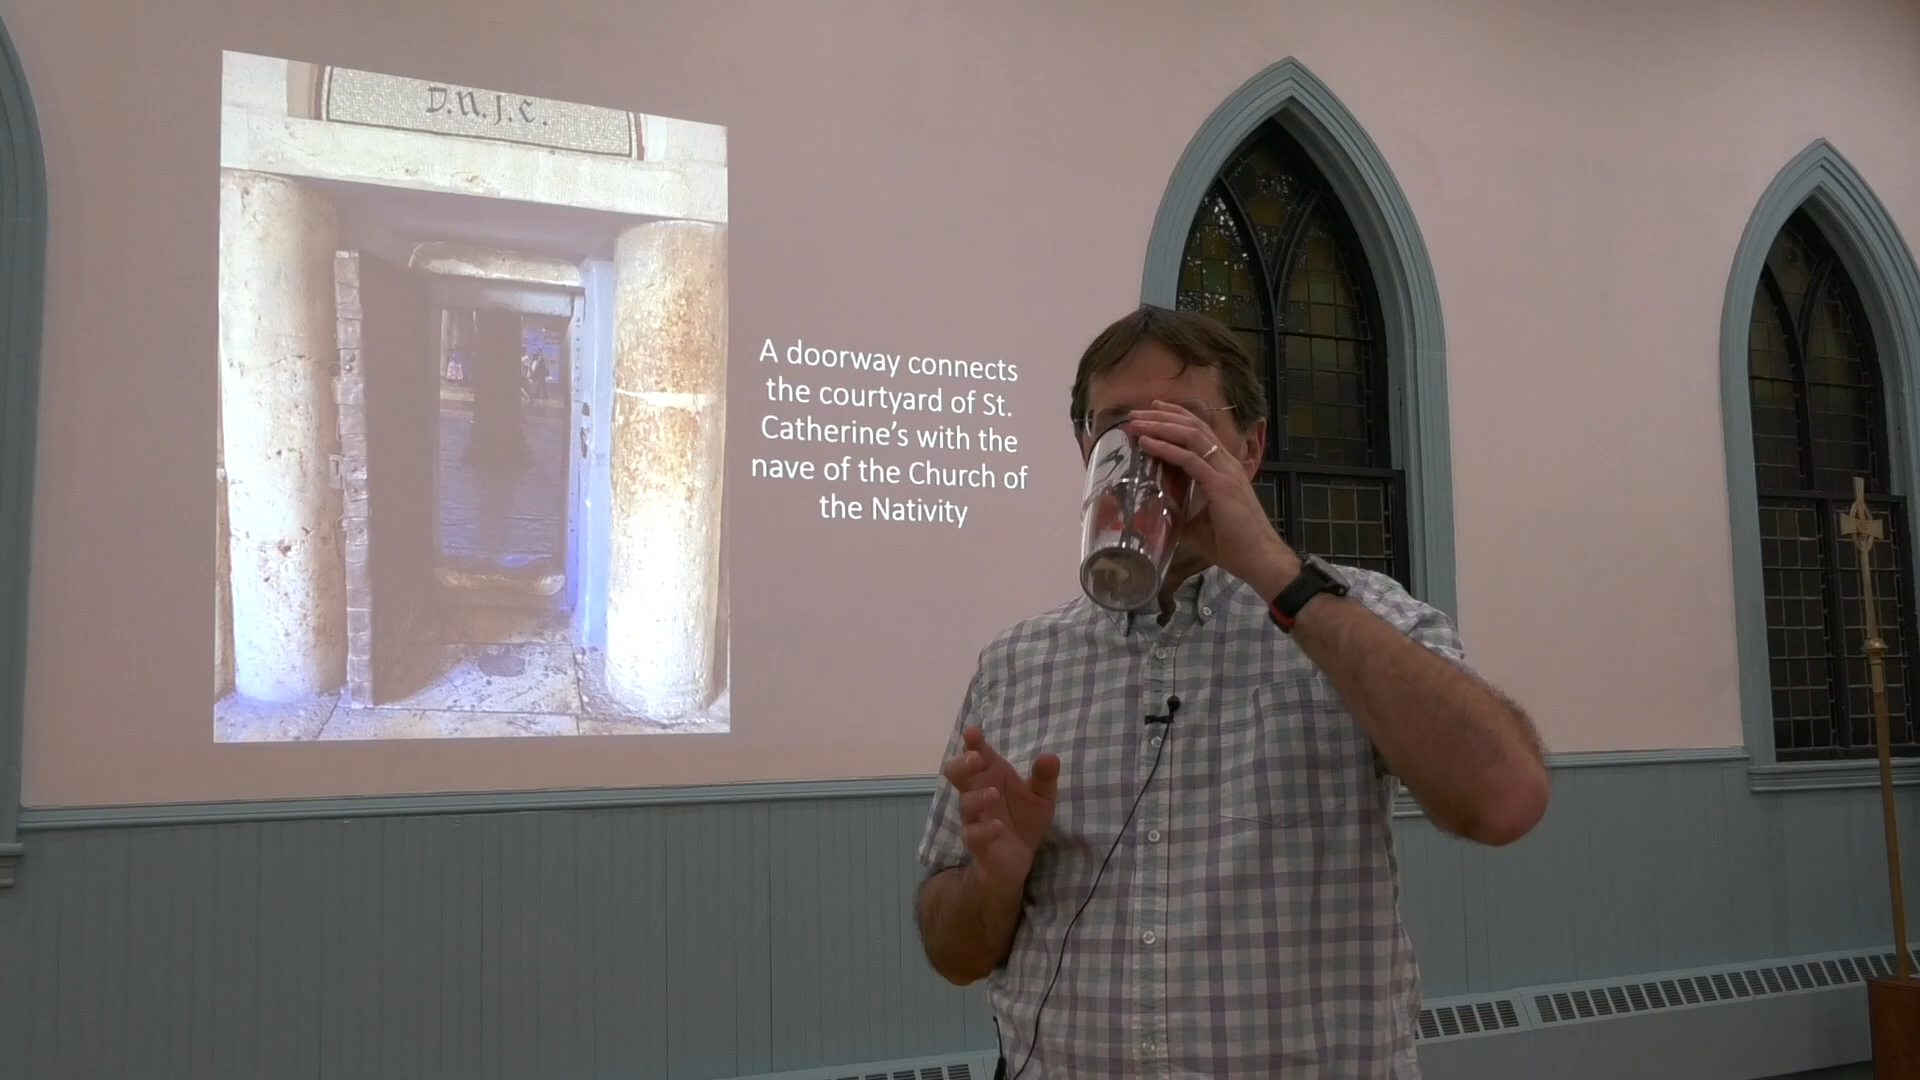 D.N.J.C.
A doorway connects
the courtyard of St.
Catherine’s with the
nave of the Church of
the Nativity